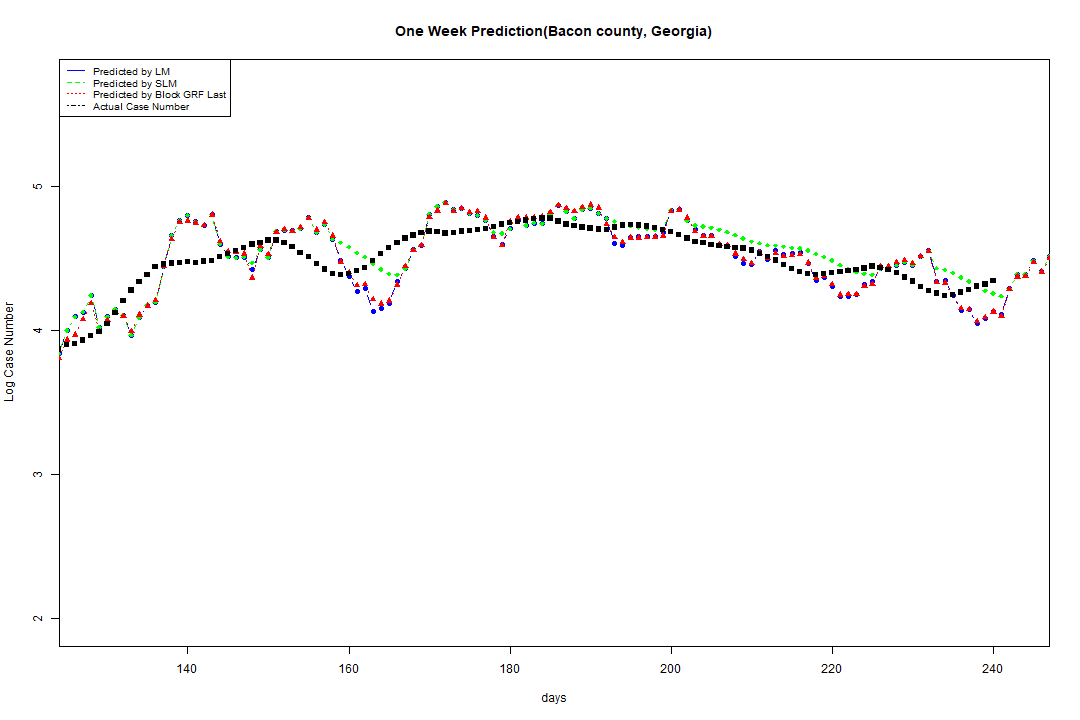 One Week Prediction(Bacon county, Georgia)
Predicted by LM
Predicted by SLM
Predicted by Block GRF Last
Actual Case Number
5
4
3
2
Log Case Number
140 160 180 200 220 240
days